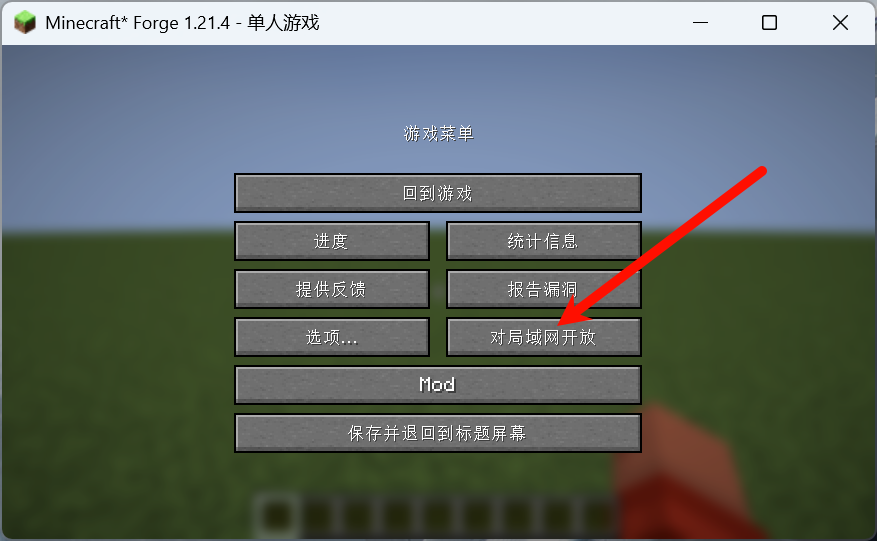 Minecraft* Forge 1.21.4 - 单人游戏
游戏菜单
回到游戏
进度
统计信息
提供反馈
报告漏洞
选项...
对局域网开放
Mod
保存并退回到标题屏幕